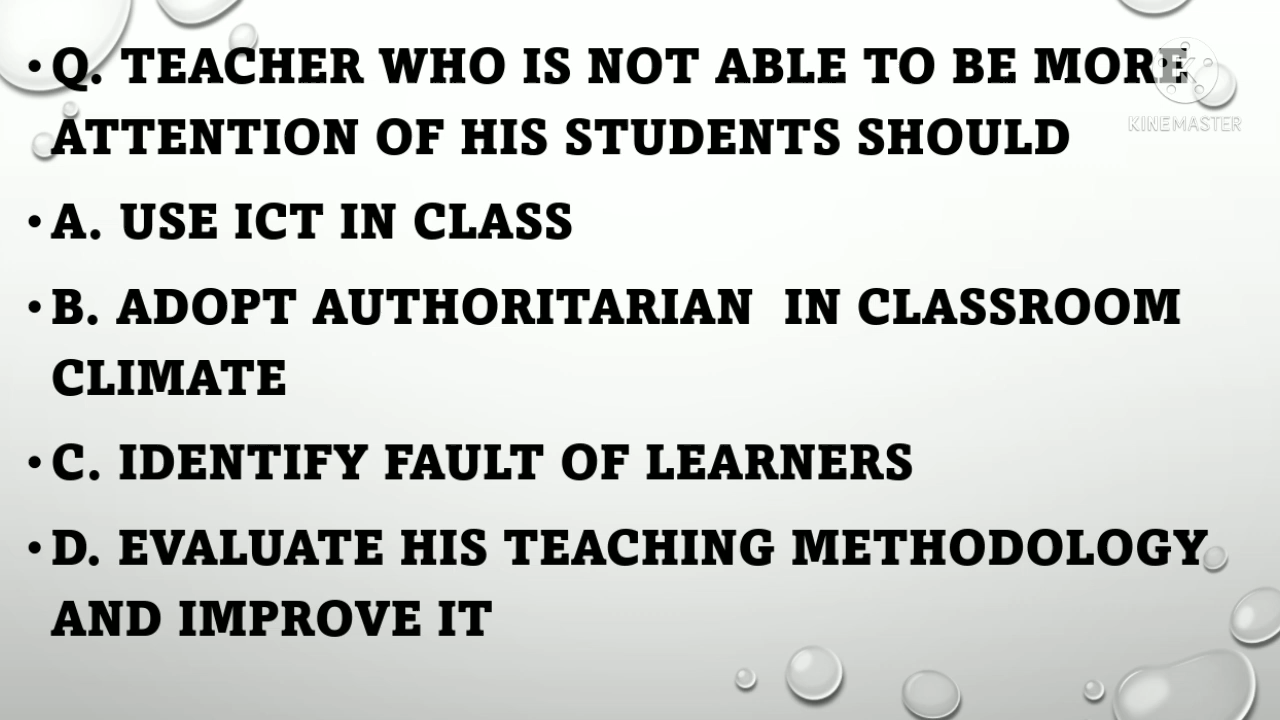 • Q. TEACHER WHO IS NOT ABLE TO BE MORE
ATTENTION OF HIS STUDENTS SHOULD
KINEMASTER
• A. USE ICT IN CLASS
• B. ADOPT AUTHORITARIAN IN CLASSROOM
CLIMATE
• C. IDENTIFY FAULT OF LEARNERS
• D. EVALUATE HIS TEACHING METHODOLOGY
AND IMPROVE IT